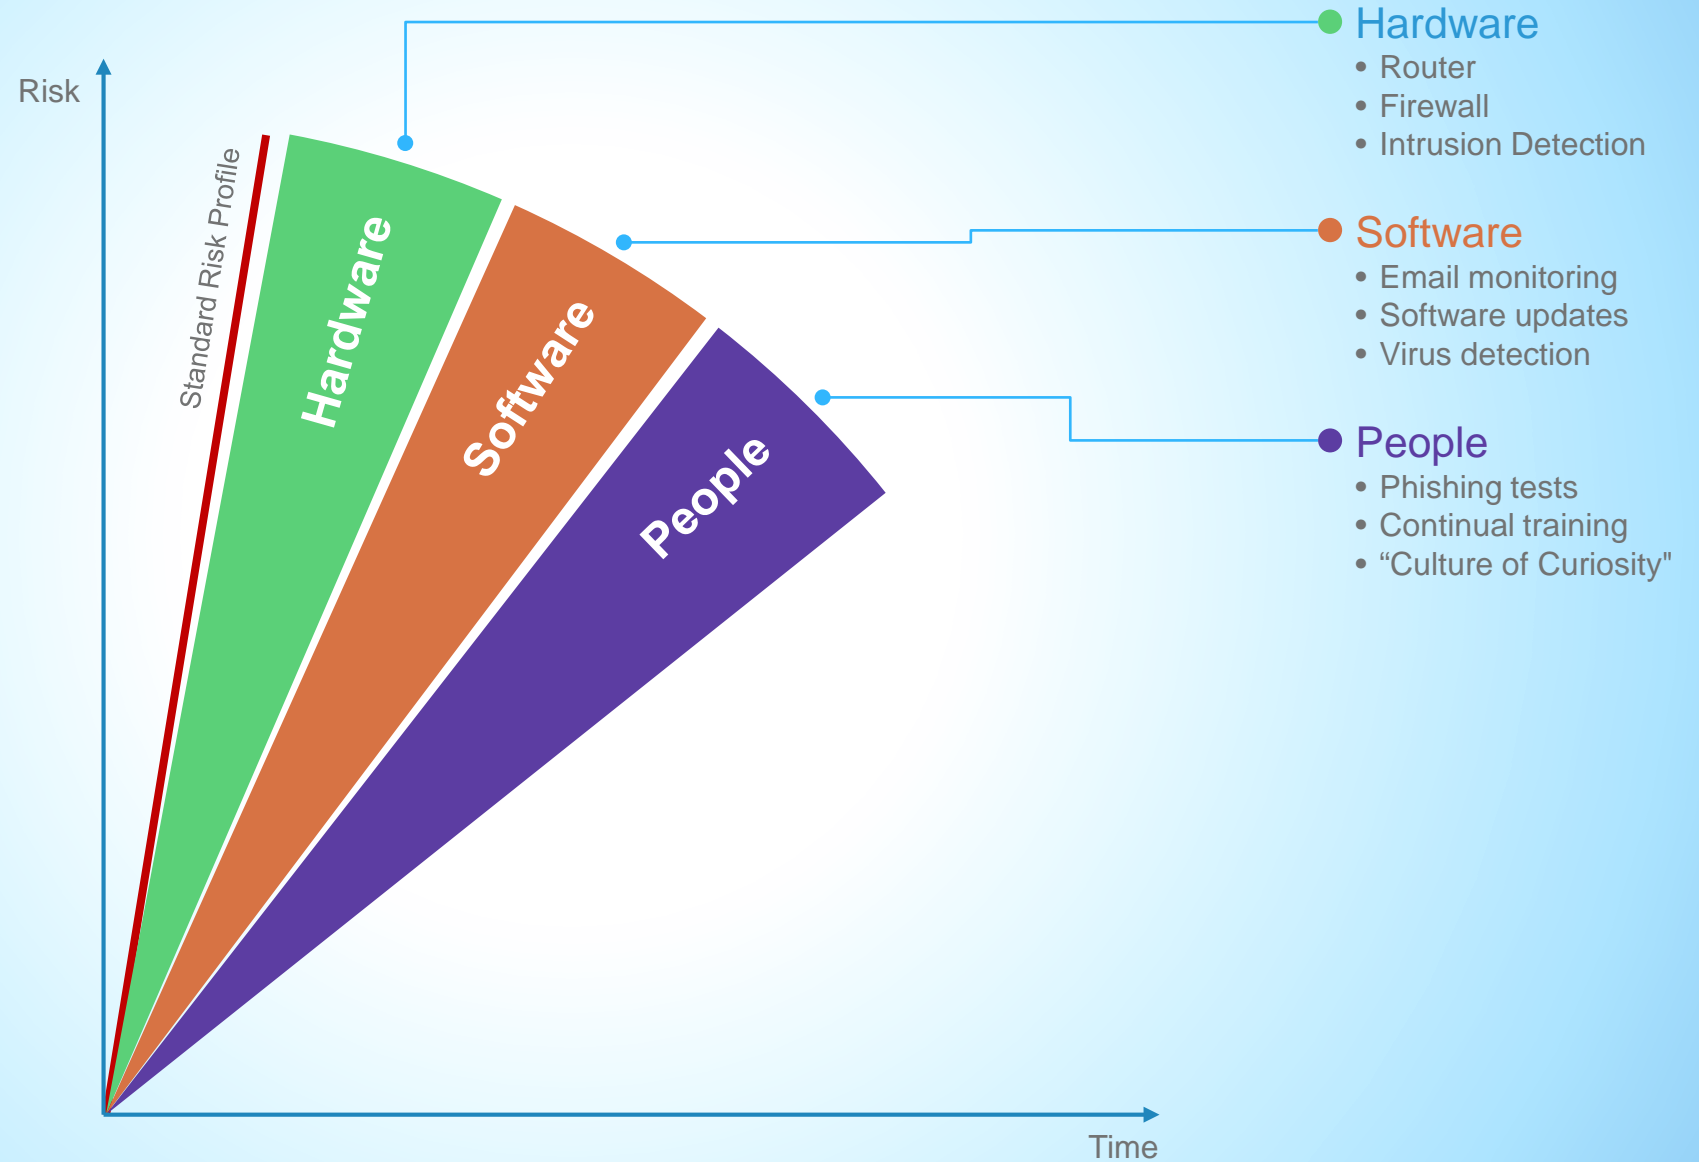 Risk
Standard Risk Profile
Hardware
Software
People
Time
Hardware
• Router
• Firewall
• Intrusion Detection
Software
• Email monitoring
• Software updates
• Virus detection
People
• Phishing tests
• Continual training
• “Culture of Curiosity"